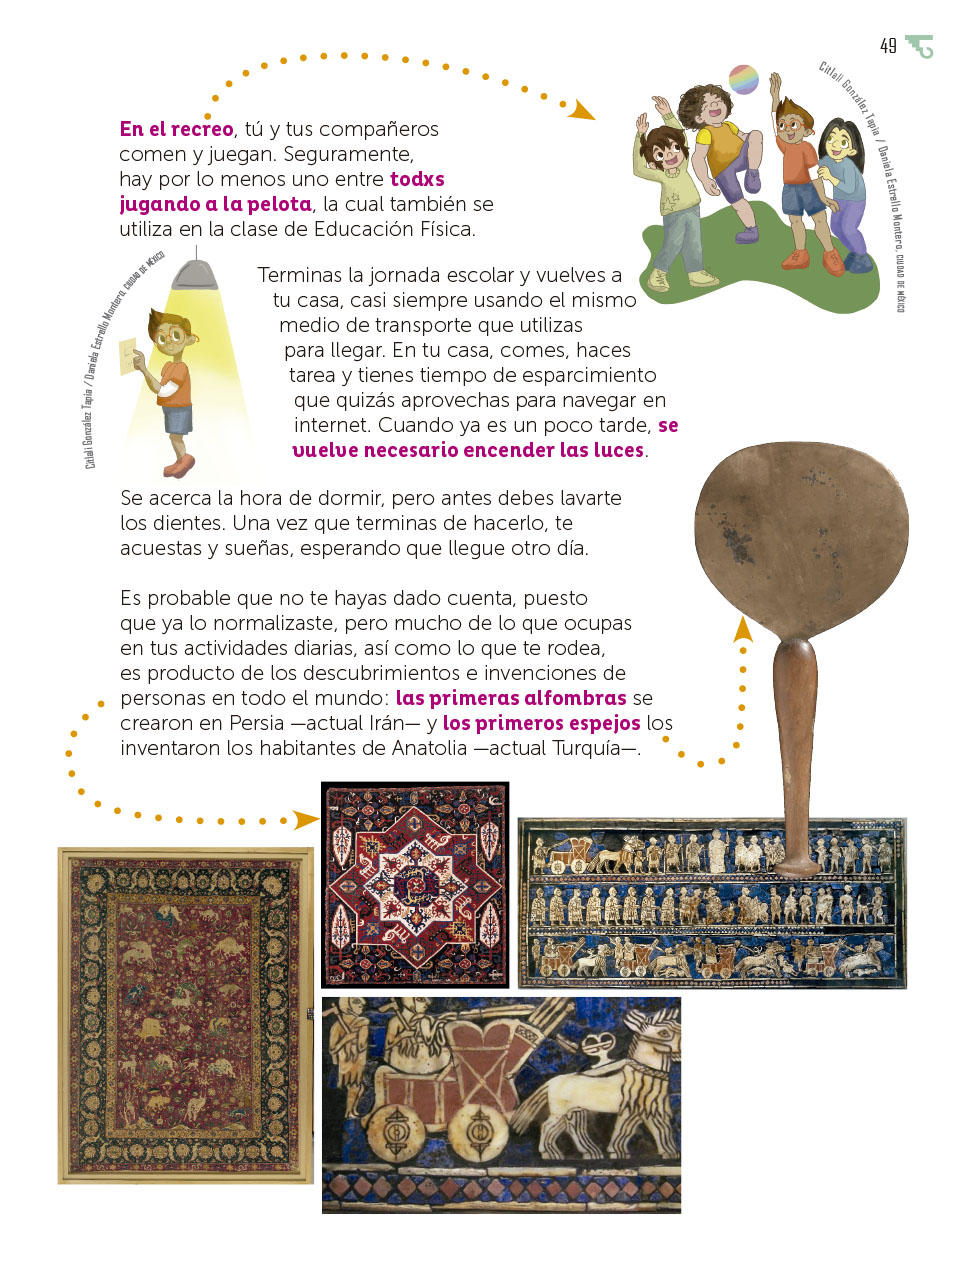 49
Citlali González Tapia / Daniela Estrella Montero, CIUDAD DE MÉXICO
En el recreo, tú y tus compañeros
comen y juegan. Seguramente,
hay por lo menos uno entre todxs
jugando a la pelota, la cual también se
utiliza en la clase de Educación Física.
Citlali González Tapia / Daniela Estrella Montero, CIUDAD DE MÉXICO
Terminas la jornada escolar y vuelves a
tu casa, casi siempre usando el mismo
medio de transporte que utilizas
para llegar. En tu casa, comes, haces
tarea y tienes tiempo de esparcimiento
que quizás aprovechas para navegar en
internet. Cuando ya es un poco tarde, se
vuelve necesario encender las luces.
Se acerca la hora de dormir, pero antes debes lavarte
los dientes. Una vez que terminas de hacerlo, te
acuestas y sueñas, esperando que llegue otro día.
Es probable que no te hayas dado cuenta, puesto
que ya lo normalizaste, pero mucho de lo que ocupas
en tus actividades diarias, así como lo que te rodea,
es producto de los descubrimientos e invenciones de
personas en todo el mundo: las primeras alfombras se
crearon en Persia —actual Irán— y los primeros espejos los
inventaron los habitantes de Anatolia —actual Turquía—.